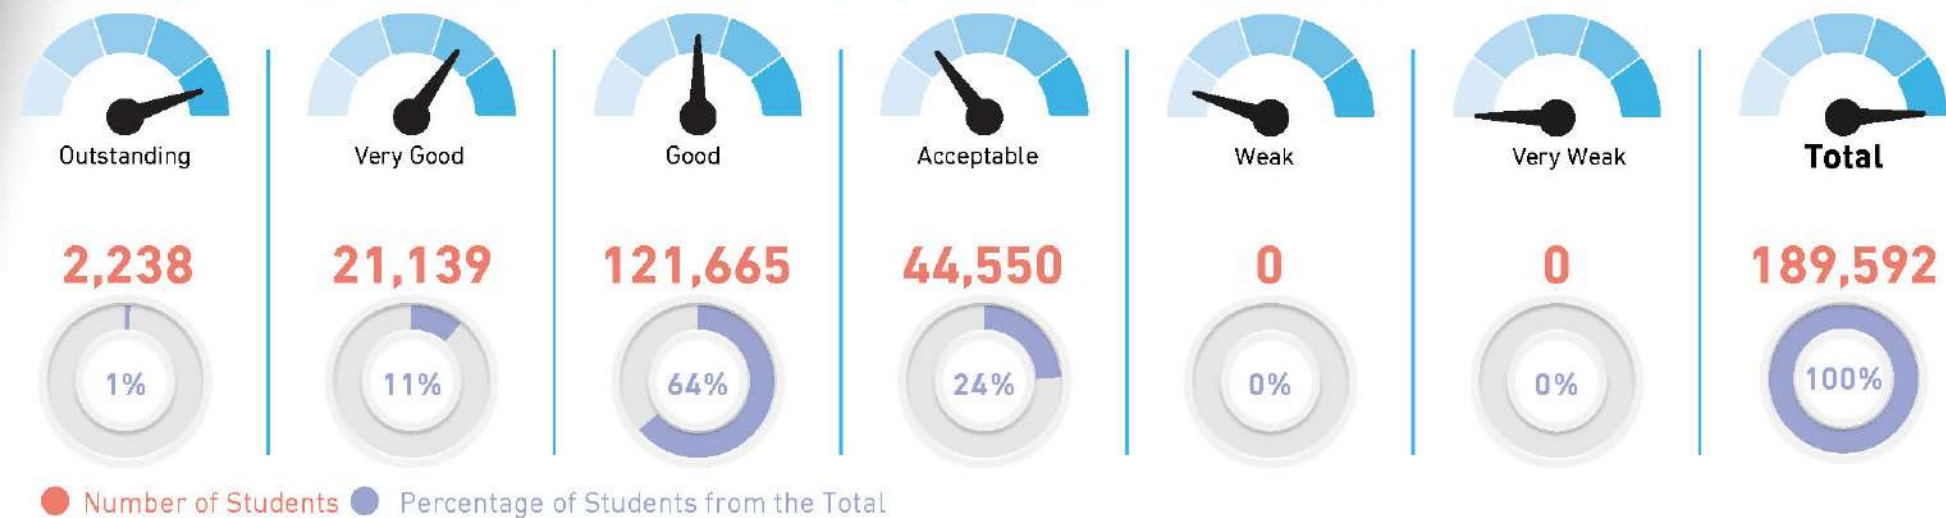 Outstanding Very Good Good Acceptable Weak Very Weak Total
2,238 21,139 121,665 44,550 0 0 189,592
1% 11% 64% 24% 0% 0% 100%
Number of Students Percentage of Students from the Total